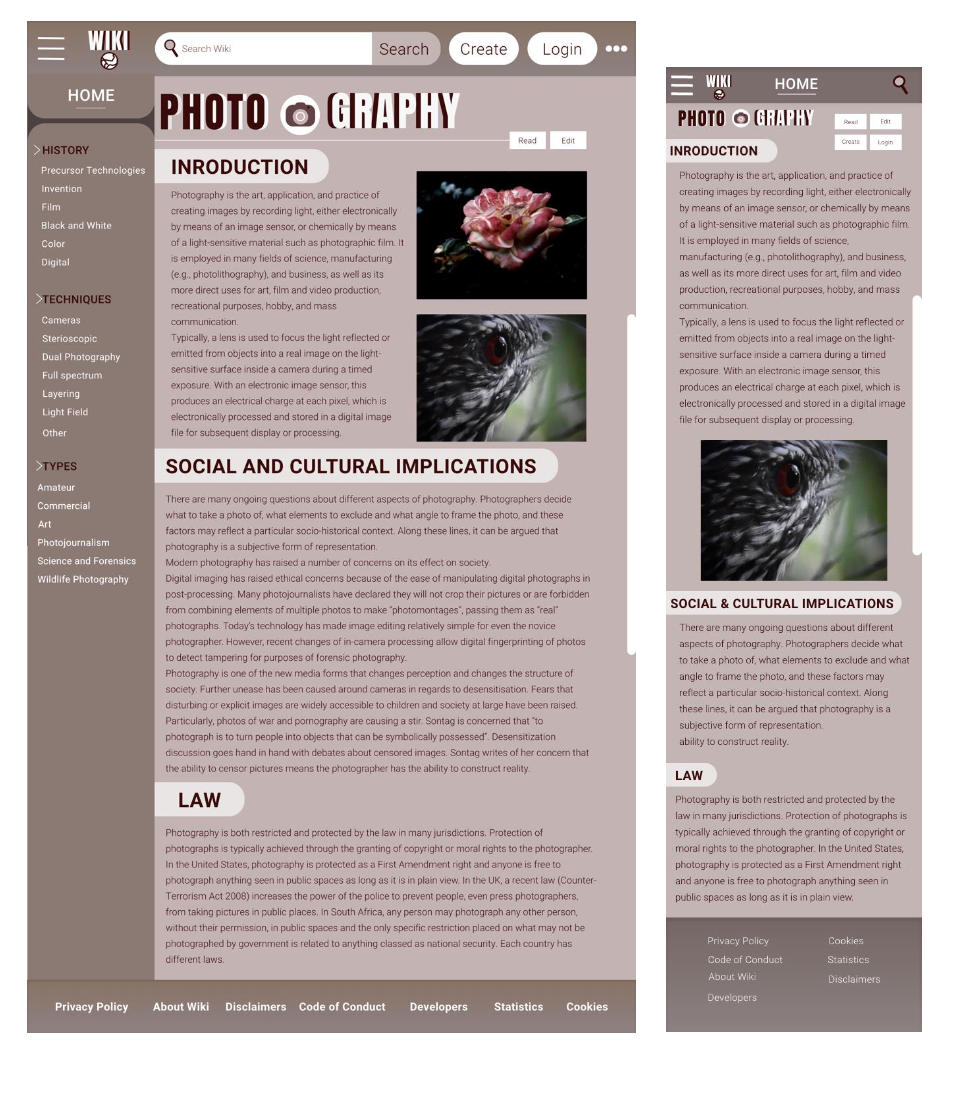 WIKI
Search Wiki
Search
Create
Login
HOME
PHOTO GRAPHY
Read
Edit
HISTORY
Precursor Technologies
Invention
Film
Black and White
Color
Digital
TECHNIQUES
Cameras
Sterioscopic
Dual Photography
Full spectrum
Layering
Light Field
Other
TYPES
Amateur
Commercial
Art
Photojournalism
Science and Forensics
Wildlife Photography
INRODUCTION
Photography is the art, application, and practice of
creating images by recording light, either electronically
by means of an image sensor, or chemically by means
of a light-sensitive material such as photographic film. It
is employed in many fields of science, manufacturing
(e.g., photolithography), and business, as well as its
more direct uses for art, film and video production,
recreational purposes, hobby, and mass
communication.
Typically, a lens is used to focus the light reflected or
emitted from objects into a real image on the light-
sensitive surface inside a camera during a timed
exposure. With an electronic image sensor, this
produces an electrical charge at each pixel, which is
electronically processed and stored in a digital image
file for subsequent display or processing.
SOCIAL AND CULTURAL IMPLICATIONS
There are many ongoing questions about different aspects of photography. Photographers decide
what to take a photo of, what elements to exclude and what angle to frame the photo, and these
factors may reflect a particular socio-historical context. Along these lines, it can be argued that
photography is a subjective form of representation.
Modern photography has raised a number of concerns on its effect on society.
Digital imaging has raised ethical concerns because of the ease of manipulating digital photographs in
post-processing. Many photojournalists have declared they will not crop their pictures or are forbidden
from combining elements of multiple photos to make "photomontages", passing them as "real"
photographs. Today's technology has made image editing relatively simple for even the novice
photographer. However, recent changes of in-camera processing allow digital fingerprinting of photos
to detect tampering for purposes of forensic photography.
Photography is one of the new media forms that changes perception and changes the structure of
society. Further unease has been caused around cameras in regards to desensitisation. Fears that
disturbing or explicit images are widely accessible to children and society at large have been raised.
Particularly, photos of war and pornography are causing a stir. Sontag is concerned that "to
photograph is to turn people into objects that can be symbolically possessed". Desensitization
discussion goes hand in hand with debates about censored images. Sontag writes of her concern that
the ability to censor pictures means the photographer has the ability to construct reality.
LAW
Photography is both restricted and protected by the law in many jurisdictions. Protection of
photographs is typically achieved through the granting of copyright or moral rights to the photographer.
In the United States, photography is protected as a First Amendment right and anyone is free to
photograph anything seen in public spaces as long as it is in plain view. In the UK, a recent law (Counter-
Terrorism Act 2008) increases the power of the police to prevent people, even press photographers,
from taking pictures in public places. In South Africa, any person may photograph any other person,
without their permission, in public spaces and the only specific restriction placed on what may not be
photographed by government is related to anything classed as national security. Each country has
different laws.
Privacy Policy
About Wiki
Disclaimers
Code of Conduct
Developers
Statistics
Cookies
WIKI
HOME
PHOTO GRAPHY
Read
Edit
Create
Login
INRODUCTION
Photography is the art, application, and practice of
creating images by recording light, either electronically
by means of an image sensor, or chemically by means
of a light-sensitive material such as photographic film.
It is employed in many fields of science,
manufacturing (e.g., photolithography), and business,
as well as its more direct uses for art, film and video
production, recreational purposes, hobby, and mass
communication.
Typically, a lens is used to focus the light reflected or
emitted from objects into a real image on the light-
sensitive surface inside a camera during a timed
exposure. With an electronic image sensor, this
produces an electrical charge at each pixel, which is
electronically processed and stored in a digital image
file for subsequent display or processing.
SOCIAL & CULTURAL IMPLICATIONS
There are many ongoing questions about different
aspects of photography. Photographers decide what
to take a photo of, what elements to exclude and what
angle to frame the photo, and these factors may
reflect a particular socio-historical context. Along
these lines, it can be argued that photography is a
subjective form of representation.
ability to construct reality.
LAW
Photography is both restricted and protected by the
law in many jurisdictions. Protection of photographs is
typically achieved through the granting of copyright or
moral rights to the photographer. In the United States,
photography is protected as a First Amendment right
and anyone is free to photograph anything seen in
public spaces as long as it is in plain view.
Privacy Policy
Code of Conduct
About Wiki
Developers
Cookies
Statistics
Disclaimers